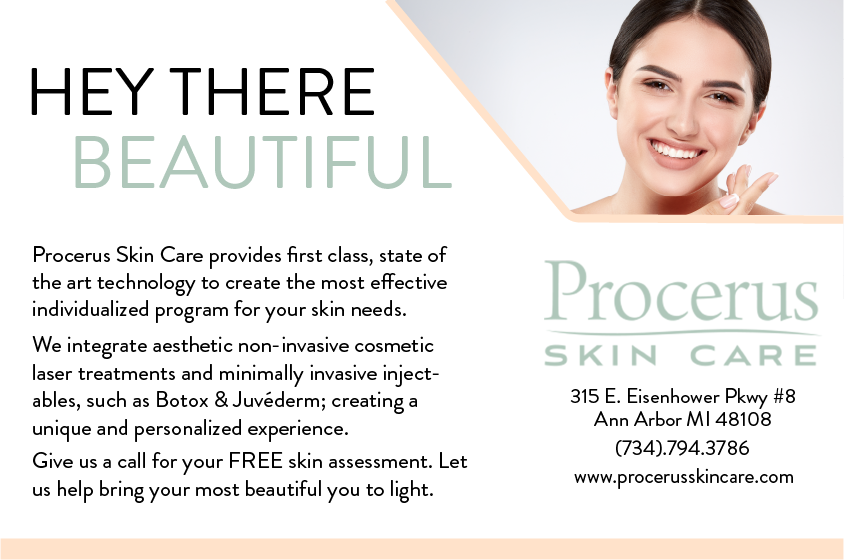 HEY THERE
BEAUTIFUL
Procerus Skin Care provides first class, state of
the art technology to create the most effective
individualized program for your skin needs.
We integrate aesthetic non-invasive cosmetic
laser treatments and minimally invasive inject-
ables, such as Botox & Juvéderm; creating a
unique and personalized experience.
Give us a call for your FREE skin assessment. Let
us help bring your most beautiful you to light.
Procerus
SKIN CARE
315 E. Eisenhower Pkwy #8
Ann Arbor MI 48108
(734).794.3786
www.procerusskincare.com